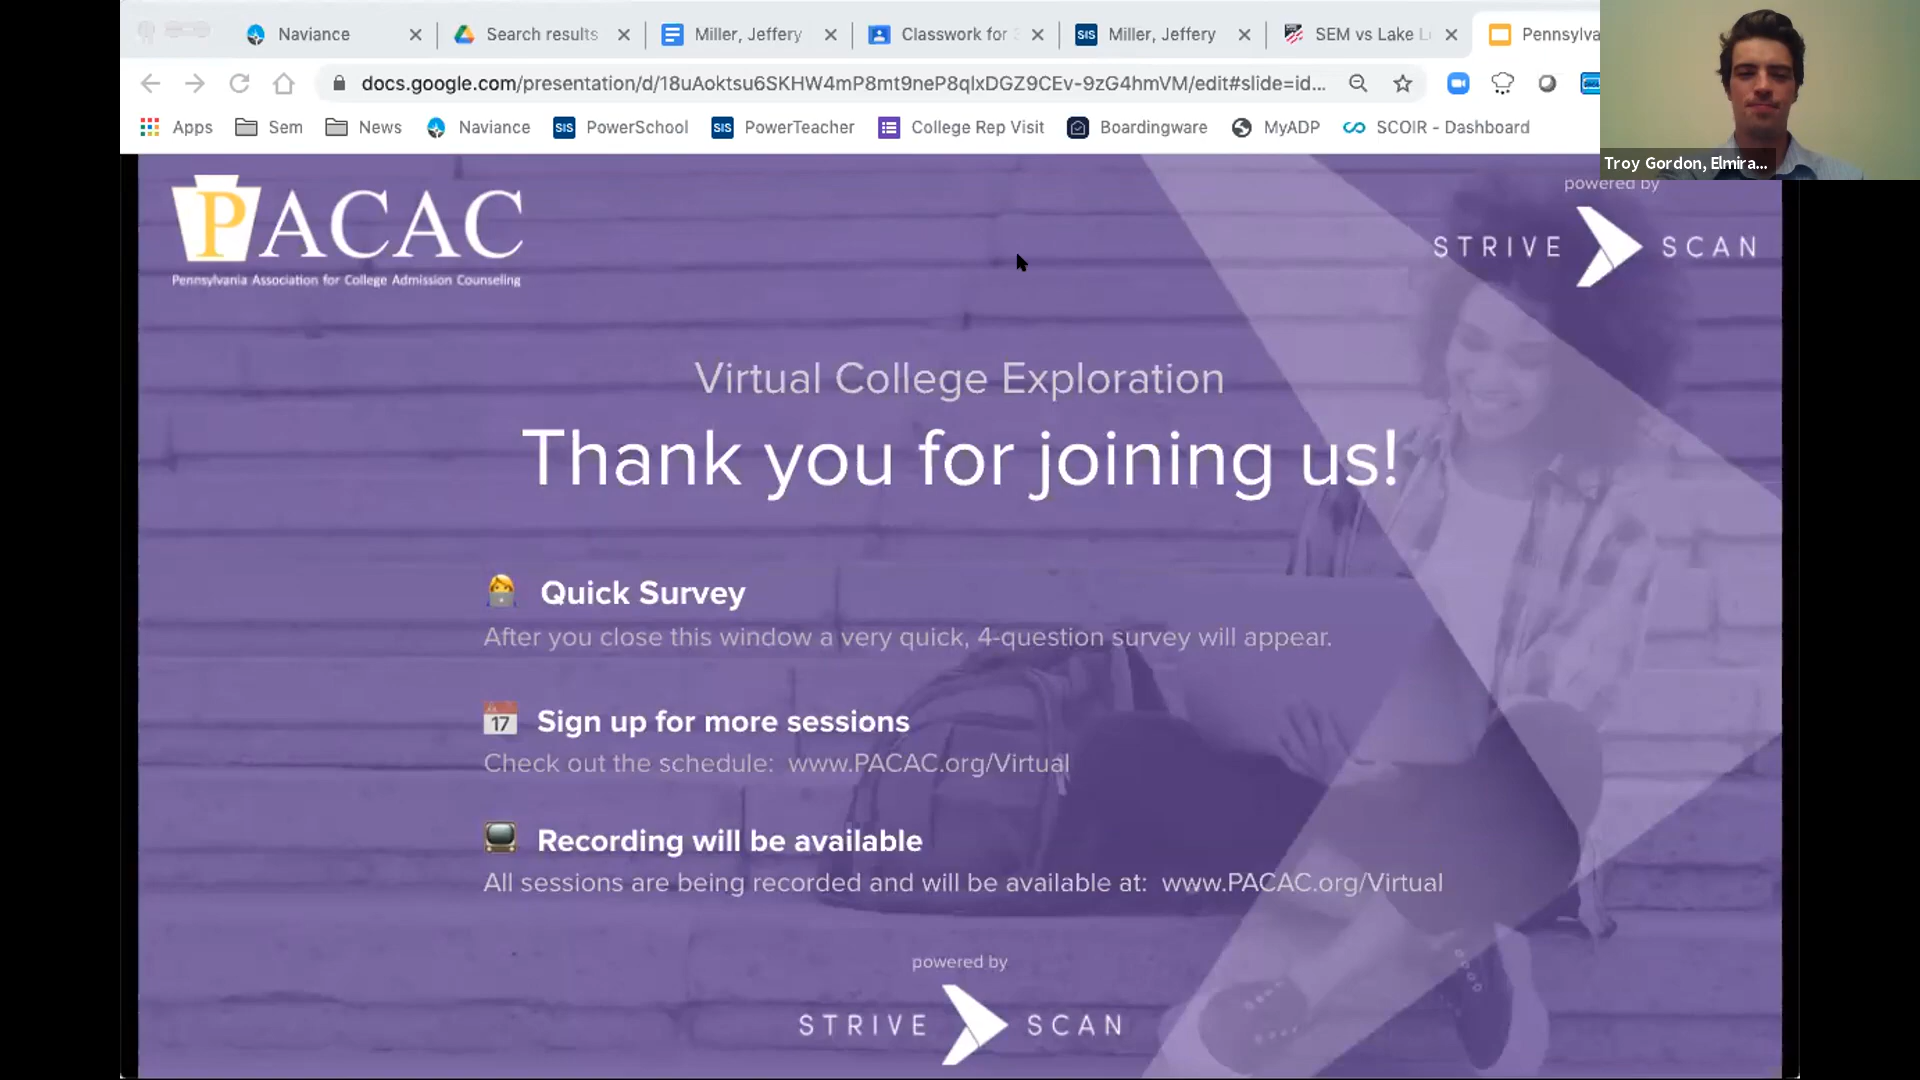 Naviance
Search results
Miller, Jeffery
Classwork for
SIS Miller, Jeffery
SEM vs Lake L
Pennsylva
docs.google.com/presentation/d/18uAoktsu6SKHW4mP8mt9neP8qlxDGZ9CEv-9zG4hmVM/edit#slide=id...
Apps
Sem
News
Naviance
SIS PowerSchool
SIS PowerTeacher
College Rep Visit
Boardingware
MyADP
SCOIR - Dashboard
Troy Gordon, Elmira...
PACAC
Pennsylvania Association for College Admission Counseling
powered by
STRIVE SCAN
Virtual College Exploration
Thank you for joining us!
Quick Survey
After you close this window a very quick, 4-question survey will appear.
17 Sign up for more sessions
Check out the schedule: www.PACAC.org/Virtual
Recording will be available
All sessions are being recorded and will be available at: www.PACAC.org/Virtual
powered by
STRIVE SCAN